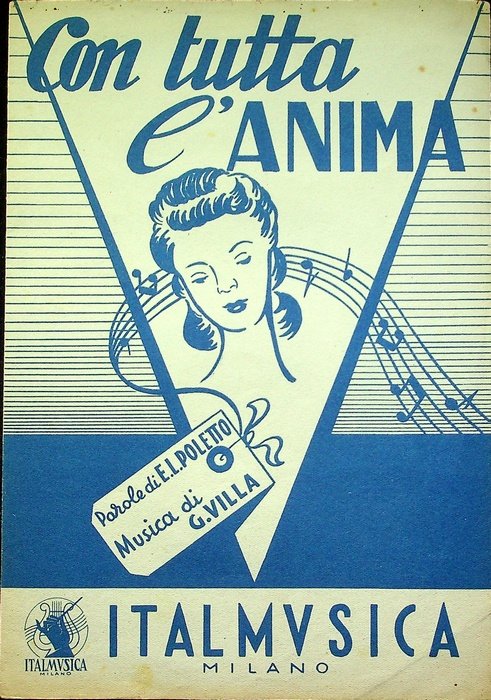 Con tutta
l'ANIMA
Parole di E.L. POLETTO
Musica di
G. VILLA
ITALMVSICA
MILANO
ITALMVSICA
MILANO